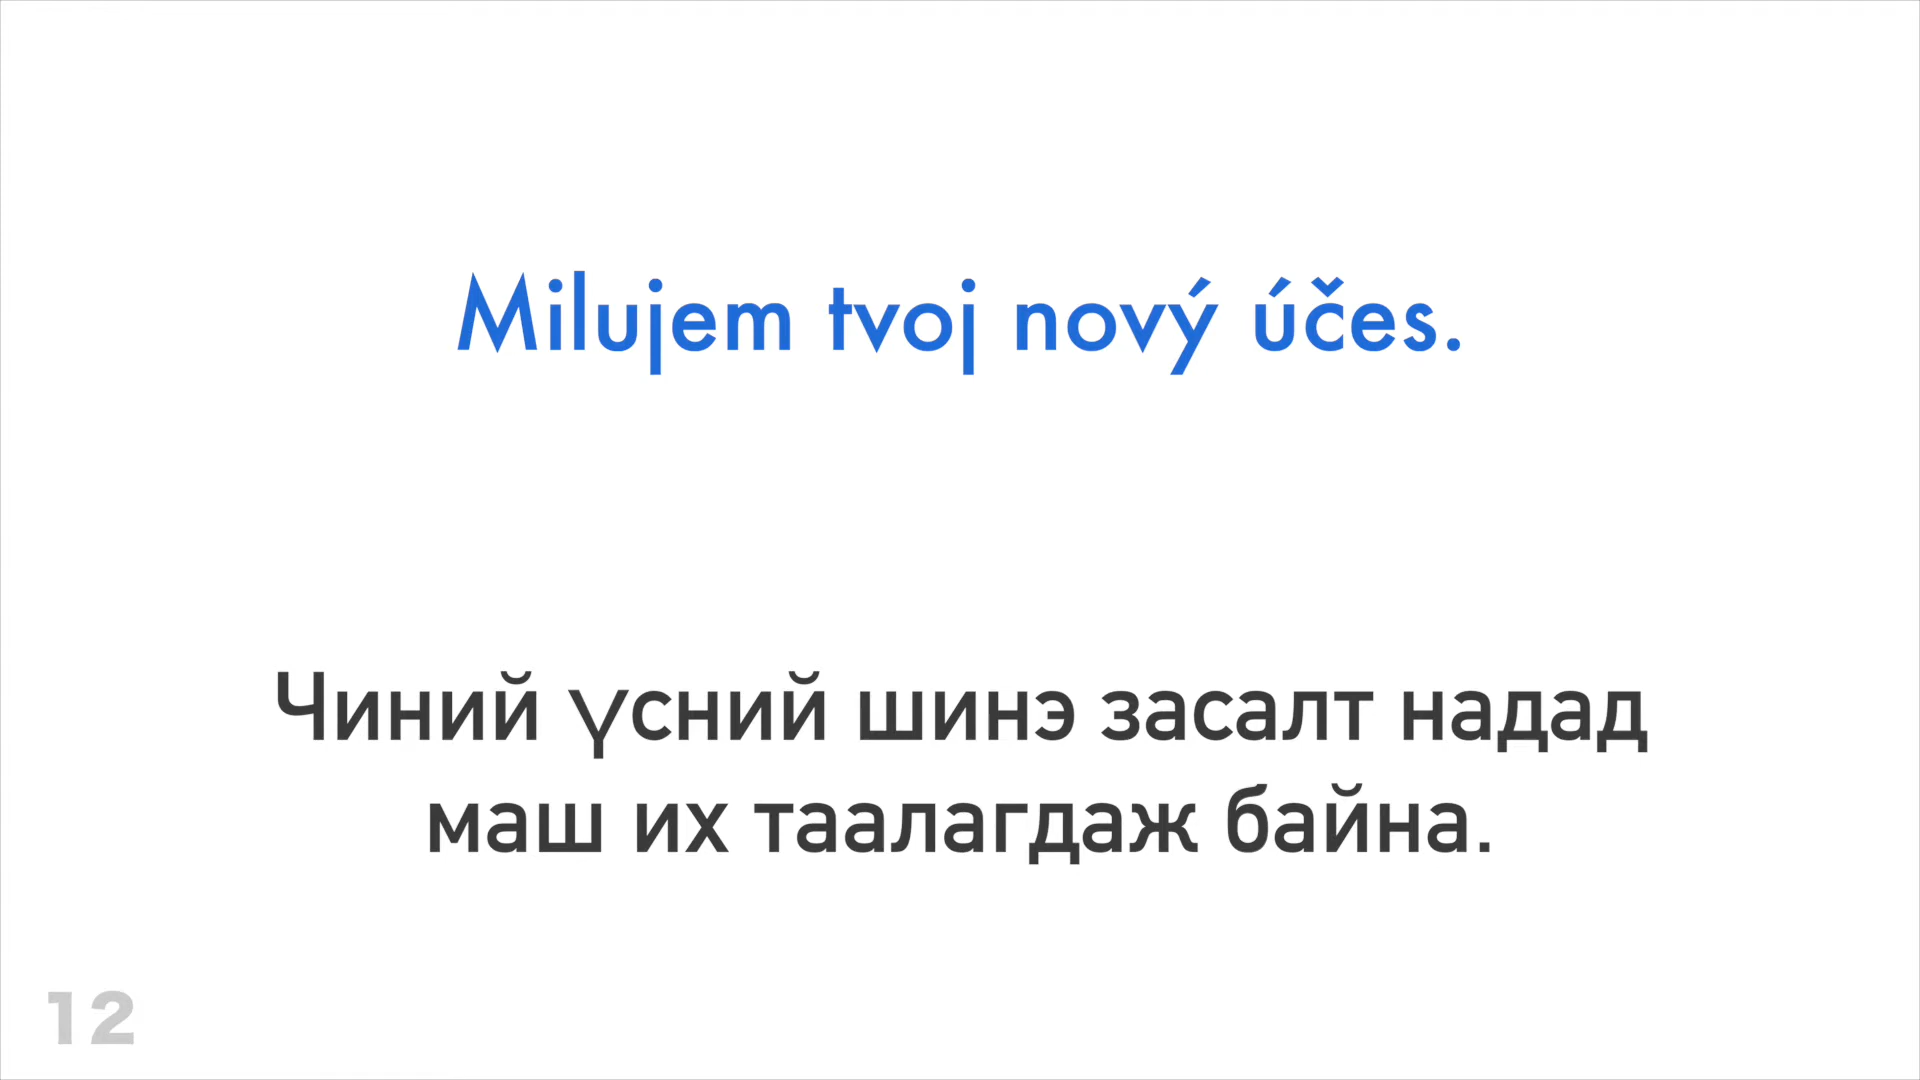 Milujem tvoj nový účes.
Чиний үсний шинэ засалт надад
маш их таалагдаж байна.
12